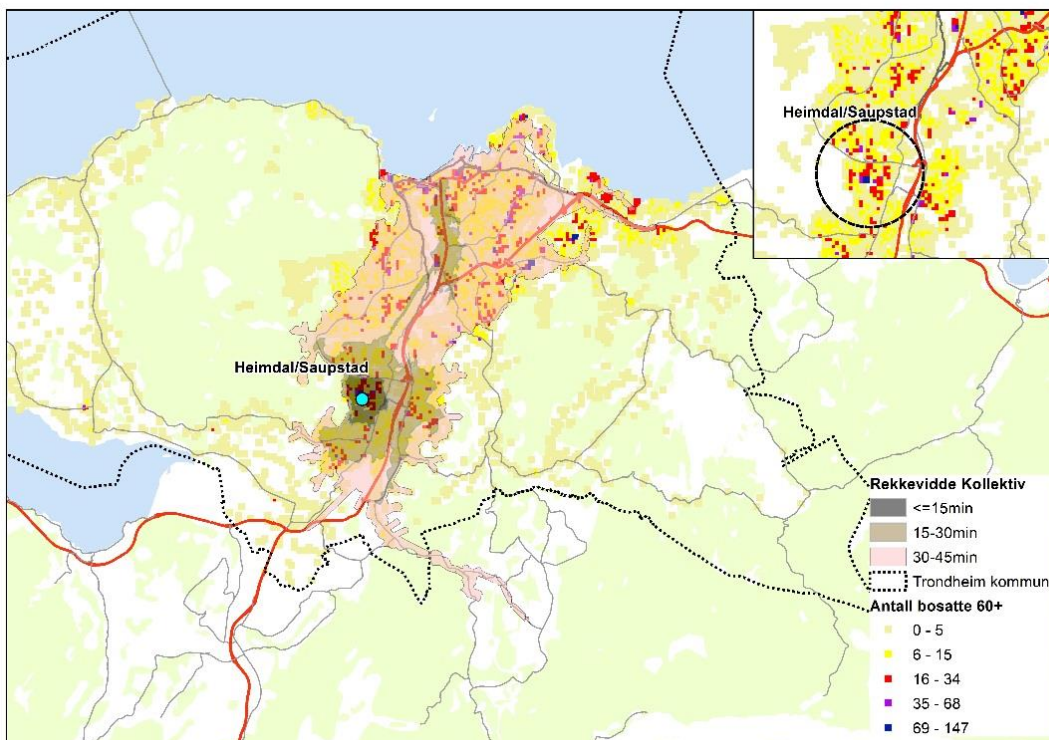 Heimdal/Saupstad
Heimdal/Saupstad
Rekkevidde Kollektiv
<=15min
15-30min
30-45min
Trondheim kommun
Antall bosatte 60+
0 - 5
6 - 15
16 - 34
35 - 68
69 - 147